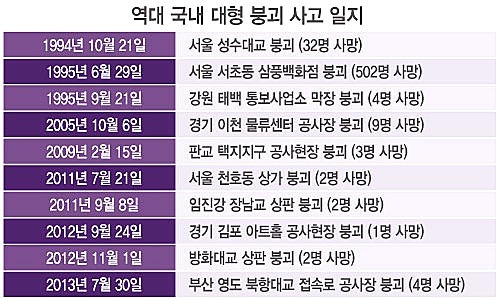 역대 국내 대형 붕괴 사고 일지
1994년 10월 21일 서울 성수대교 붕괴 (32명 사망)
1995년 6월 29일 서울 서초동 삼풍백화점 붕괴 (502명 사망)
1995년 9월 21일 강원 태백 통보사업소 막장 붕괴 (4명 사망)
2005년 10월 6일 경기 이천 물류센터 공사장 붕괴 (9명 사망)
2009년 2월 15일 판교 택지지구 공사현장 붕괴 (3명 사망)
2011년 7월 21일 서울 천호동 상가 붕괴 (2명 사망)
2011년 9월 8일 임진강 장남교 상판 붕괴 (2명 사망)
2012년 9월 24일 경기 김포 아트홀 공사현장 붕괴 (1명 사망)
2012년 11월 1일 방화대교 상판 붕괴 (2명 사망)
2013년 7월 30일 부산 영도 북항대교 접속로 공사장 붕괴 (4명 사망)